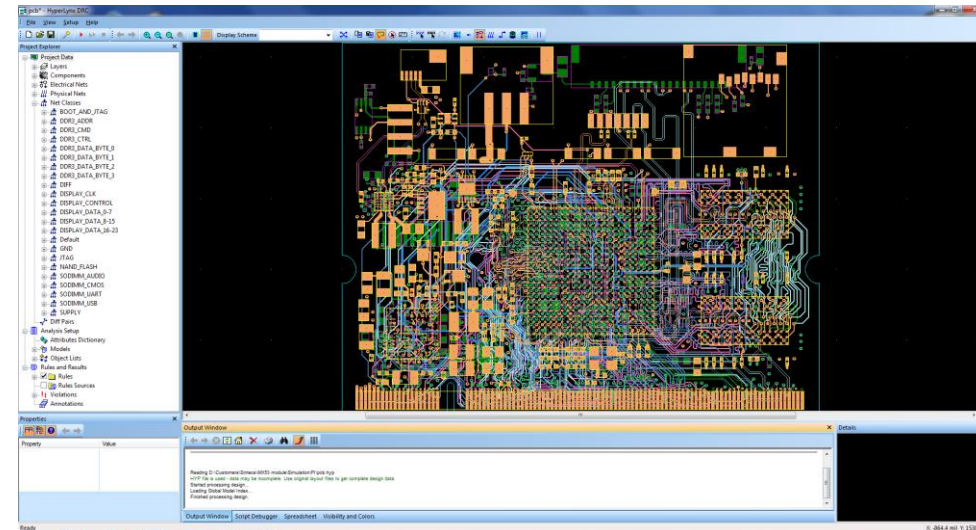 pcb* - HyperLynx DRC
File View Setup Help
Display Scheme
Project Explorer
Project Data
Layers
Components
Electrical Nets
Physical Nets
Net Classes
BOOT_AND_JTAG
DDR3_ADDR
DDR3_CMD
DDR3_CTRL
DDR3_DATA_BYTE_0
DDR3_DATA_BYTE_1
DDR3_DATA_BYTE_2
DDR3_DATA_BYTE_3
DIFF
DISPLAY_CLK
DISPLAY_CONTROL
DISPLAY_DATA_0-7
DISPLAY_DATA_8-15
DISPLAY_DATA_16-23
Default
GND
JTAG
NAND_FLASH
SODIMM_AUDIO
SODIMM_CMOS
SODIMM_UART
SODIMM_USB
SUPPLY
Diff Pairs
Analysis Setup
Attributes Dictionary
Models
Object Lists
Rules and Results
Rules
Rules Sources
Violations
Annotations
Properties
Property Value
Output Window
HYP file is used - data may be incomplete. Use original layout files to get complete design data
Started processing design...
Loading Global Model Index...
Finished processing design.
Output Window Script Debugger Spreadsheet Visibility and Colors
Details
Ready